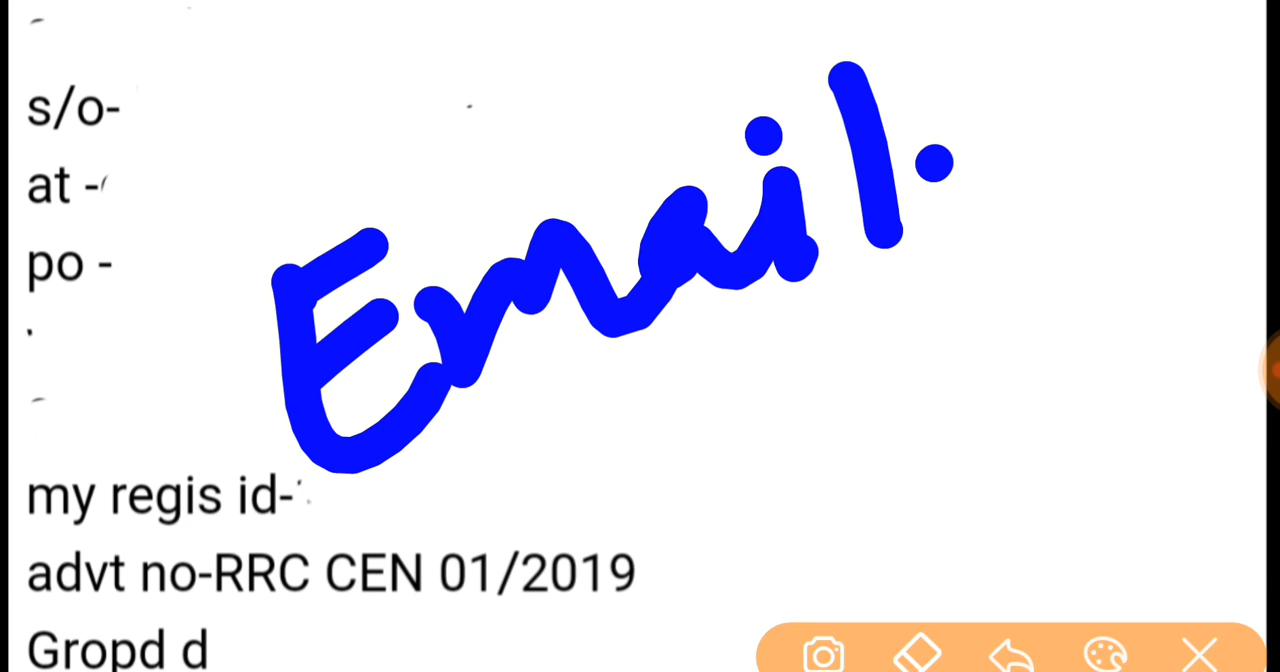 s/o-
at -
po -
Email.
my regis id-
advt no-RRC CEN 01/2019
Gropd d